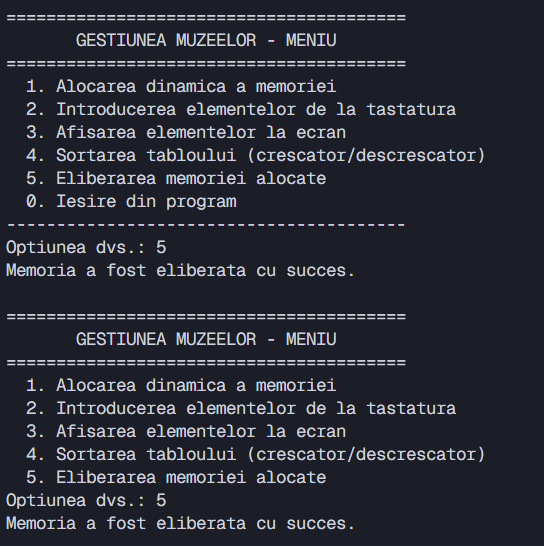 ========================================
GESTIUNEA MUZEELOR - MENIU
========================================
1. Alocarea dinamica a memoriei
2. Introducerea elementelor de la tastatura
3. Afisarea elementelor la ecran
4. Sortarea tabloului (crescator/descrescator)
5. Eliberarea memoriei alocate
0. Iesire din program
----------------------------------------
Optiunea dvs.: 5
Memoria a fost eliberata cu succes.

========================================
GESTIUNEA MUZEELOR - MENIU
========================================
1. Alocarea dinamica a memoriei
2. Introducerea elementelor de la tastatura
3. Afisarea elementelor la ecran
4. Sortarea tabloului (crescator/descrescator)
5. Eliberarea memoriei alocate
Optiunea dvs.: 5
Memoria a fost eliberata cu succes.